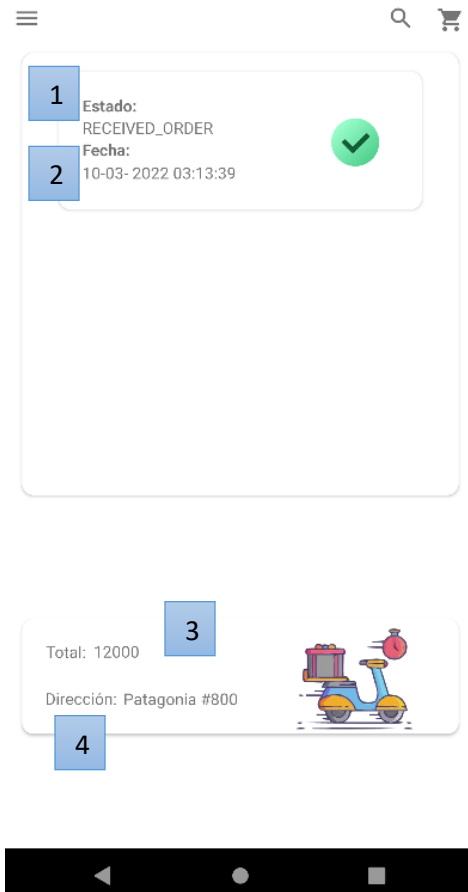 1
Estado:
RECEIVED_ORDER
Fecha:
2
10-03- 2022 03:13:39
3
Total: 12000
Dirección: Patagonia #800
4